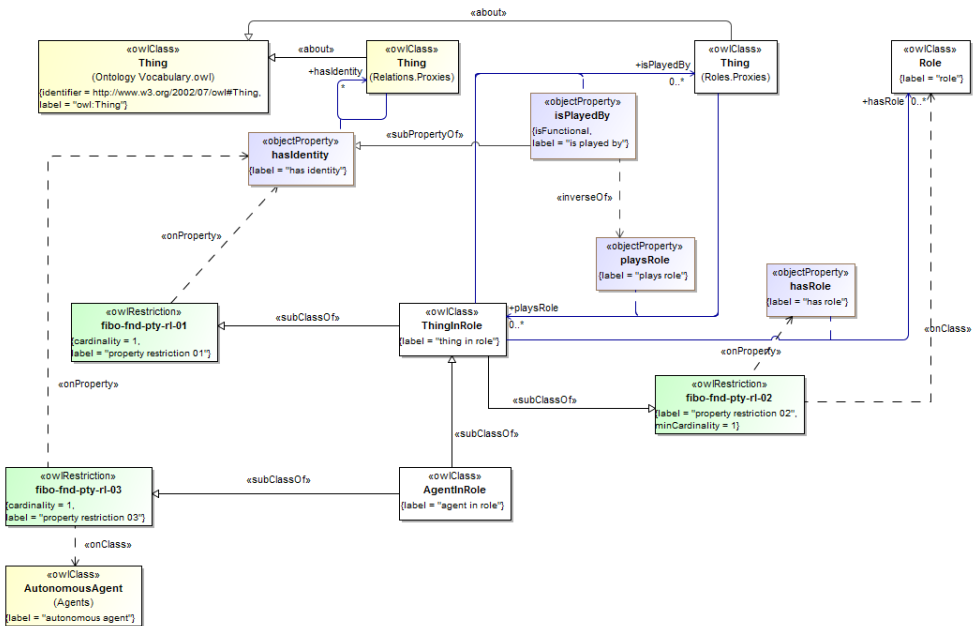 «about»
«owlClass»
Thing
(Ontology Vocabulary.owl)
{identifier = http://www.w3.org/2002/07/owl#Thing,
label = "owl:Thing"}
«about»
«owlClass»
Thing
(Relations.Proxies)
+hasIdentity
*
«owlClass»
Thing
(Roles.Proxies)
+isPlayedBy
0..*
«owlClass»
Role
{label = "role"}
+hasRole
0..*
«objectProperty»
isPlayedBy
{isFunctional,
label = "is played by"}
«subPropertyOf»
«objectProperty»
hasIdentity
{label = "has identity"}
«inverseOf»
«onProperty»
«objectProperty»
playsRole
{label = "plays role"}
«objectProperty»
hasRole
{label = "has role"}
«owlRestriction»
fibo-fnd-pty-rl-01
{cardinality = 1,
label = "property restriction 01"}
«subClassOf»
«owlClass»
ThingInRole
{label = "thing in role"}
+playsRole
0..*
«onClass»
«onProperty»
«onProperty»
«owlRestriction»
fibo-fnd-pty-rl-02
{label = "property restriction 02",
minCardinality = 1}
«subClassOf»
«subClassOf»
«owlRestriction»
fibo-fnd-pty-rl-03
{cardinality = 1,
label = "property restriction 03"}
«subClassOf»
«owlClass»
AgentInRole
{label = "agent in role"}
«onClass»
«owlClass»
AutonomousAgent
(Agents)
{label = "autonomous agent"}